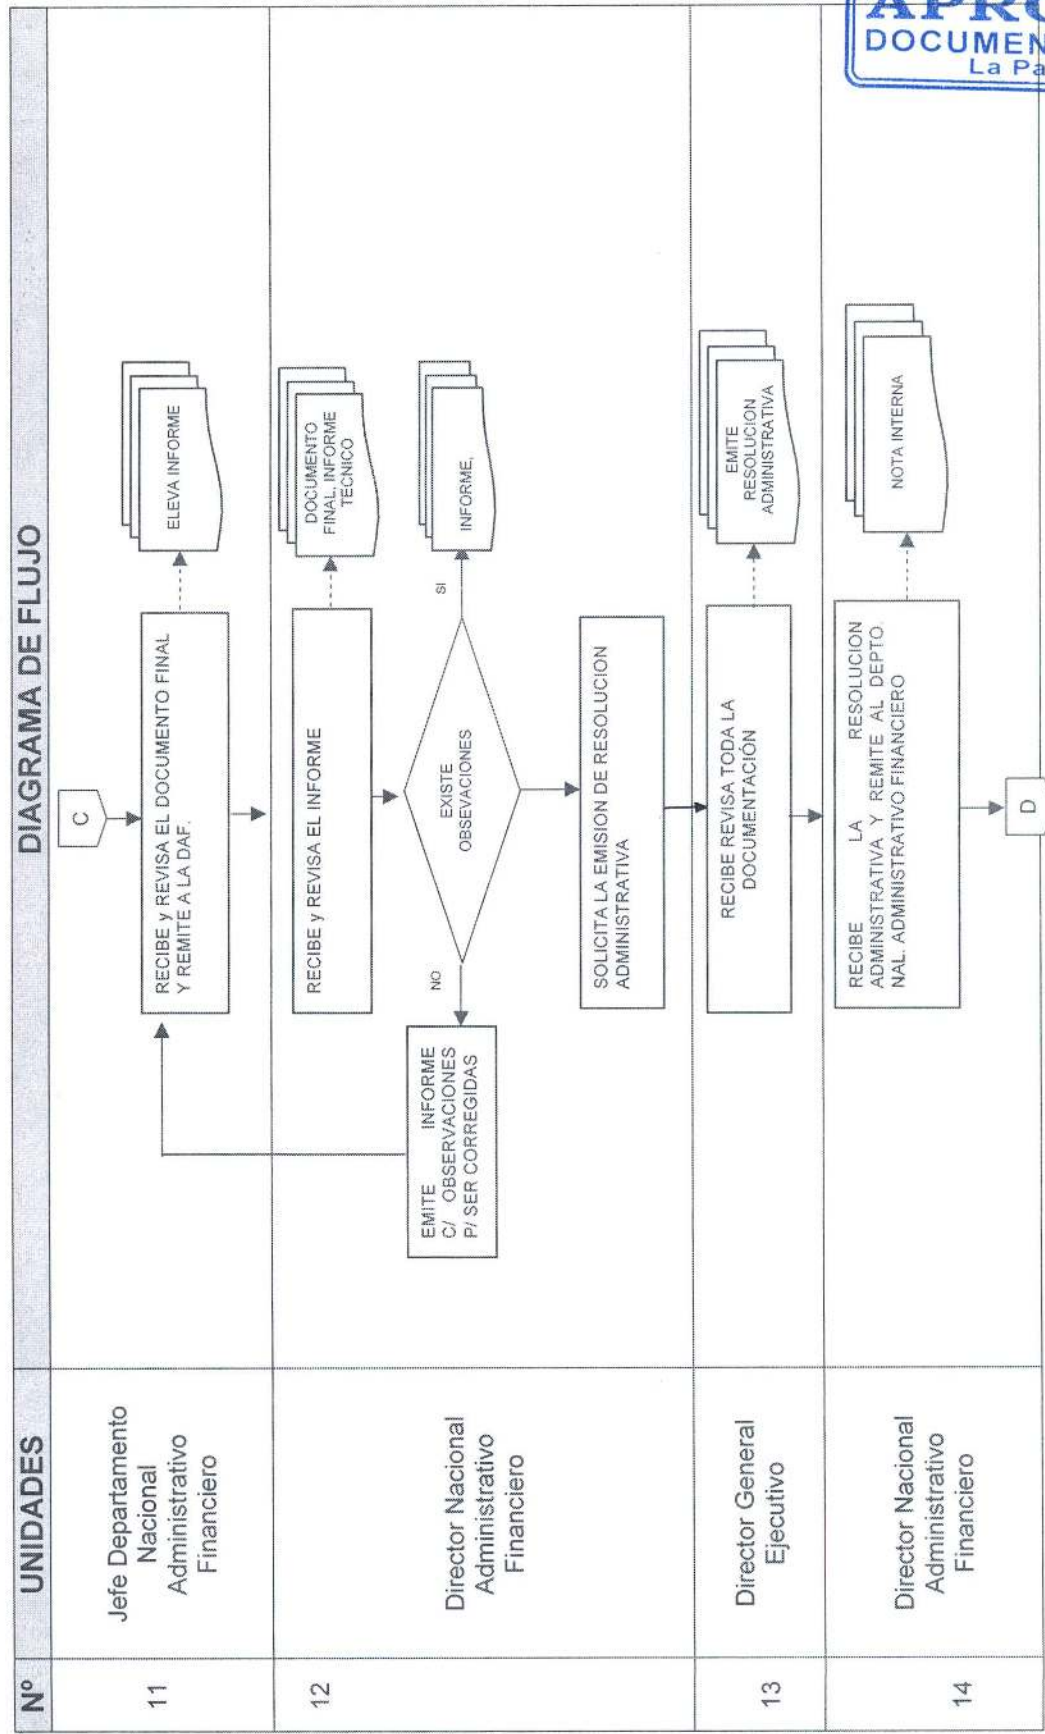 Nº UNIDADES DIAGRAMA DE FLUJO
11
Jefe Departamento
Nacional
Administrativo
Financiero
C
RECIBE y REVISA EL DOCUMENTO FINAL
Y REMITE A LA DAF.
ELEVA INFORME
12
Director Nacional
Administrativo
Financiero
RECIBE y REVISA EL INFORME
DOCUMENTO
FINAL, INFORME
TECNICO
EMITE INFORME
C/ OBSERVACIONES
P/ SER CORREGIDAS
NO
EXISTE
OBSEVACIONES
SI
INFORME,
SOLICITA LA EMISION DE RESOLUCION
ADMINISTRATIVA
13
Director General
Ejecutivo
RECIBE REVISA TODA LA
DOCUMENTACIÓN
EMITE
RESOLUCION
ADMINISTRATIVA
14
Director Nacional
Administrativo
Financiero
RECIBE LA RESOLUCION
ADMINISTRATIVA Y REMITE AL DEPTO.
NAL. ADMINISTRATIVO FINANCIERO
NOTA INTERNA
D
DOCUMEN
La Pa